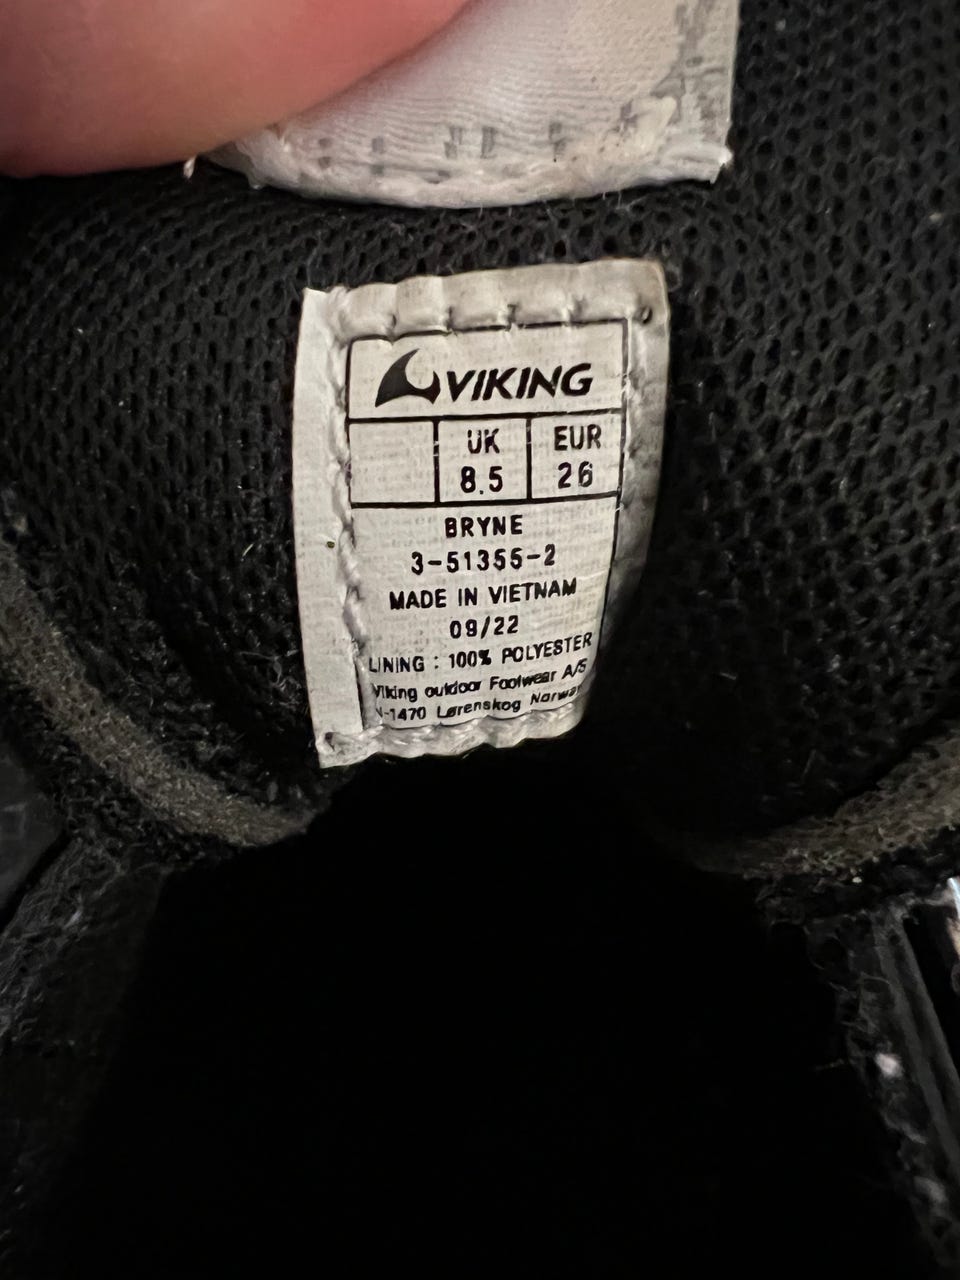 VIKING
UK EUR
8.5 26
BRYNE
3-51355-2
MADE IN VIETNAM
09/22
LINING : 100% POLYESTER
Viking outdoor Footwear A/S
N-1470 Lørenskog Norway